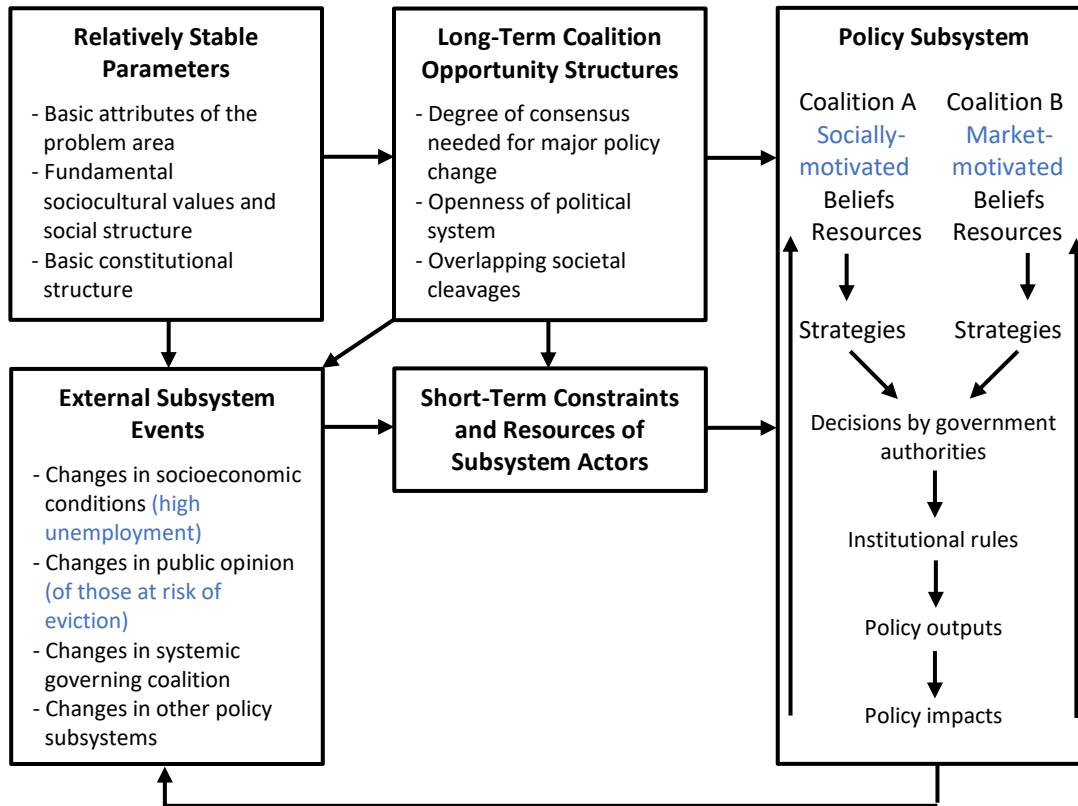 Relatively Stable
Parameters
- Basic attributes of the
problem area
- Fundamental
sociocultural values and
social structure
- Basic constitutional
structure
Long-Term Coalition
Opportunity Structures
- Degree of consensus
needed for major policy
change
- Openness of political
system
- Overlapping societal
cleavages
External Subsystem
Events
- Changes in socioeconomic
conditions (high
unemployment)
- Changes in public opinion
(of those at risk of
eviction)
- Changes in systemic
governing coalition
- Changes in other policy
subsystems
Short-Term Constraints
and Resources of
Subsystem Actors
Policy Subsystem
Coalition A
Socially-
motivated
Beliefs
Resources
Strategies
Coalition B
Market-
motivated
Beliefs
Resources
Strategies
Decisions by government
authorities
Institutional rules
Policy outputs
Policy impacts